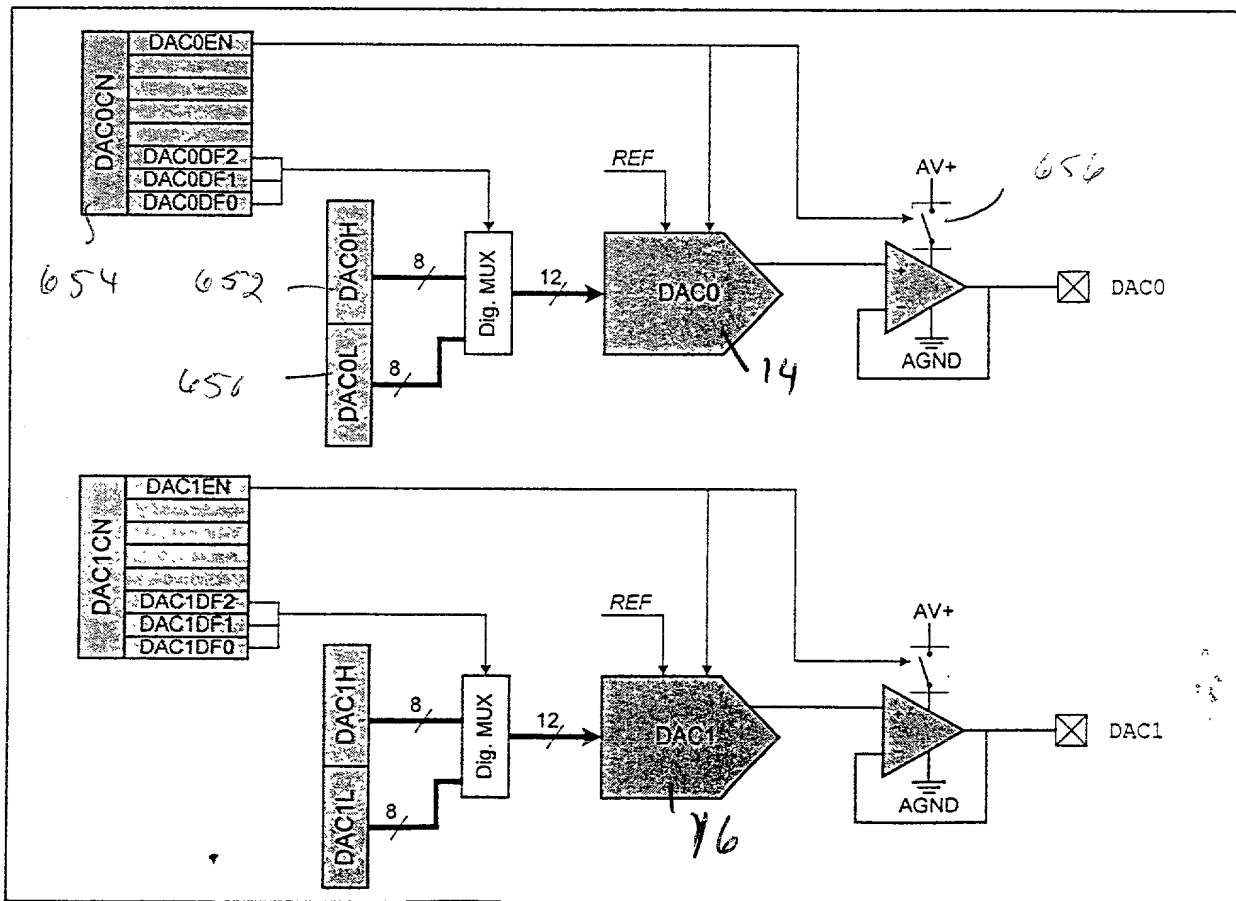 DAC0CN
DAC0EN
DAC0DF2
DAC0DF1
DAC0DF0
654
652
650
DAC0H
DAC0L
8
8
Dig. MUX
12
REF
DAC0
14
AV+
656
+
-
AGND
DAC0
DAC1CN
DAC1EN
DAC1DF2
DAC1DF1
DAC1DF0
DAC1H
DAC1L
8
8
Dig. MUX
12
REF
DAC1
16
AV+
+
-
AGND
DAC1